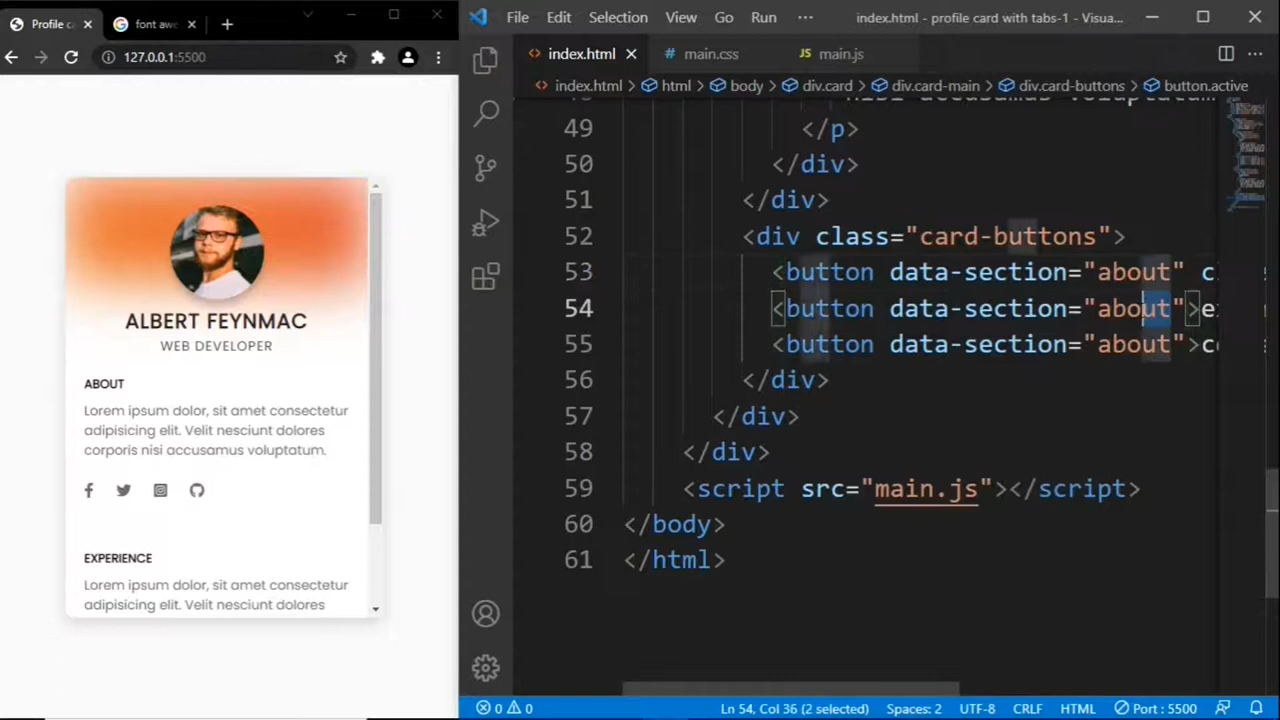 Profile c
font awe
127.0.0.1:5500
ALBERT FEYNMAC
WEB DEVELOPER
ABOUT
Lorem ipsum dolor, sit amet consectetur
adipisicing elit. Velit nesciunt dolores
corporis nisi accusamus voluptatum.
EXPERIENCE
Lorem ipsum dolor, sit amet consectetur
adipisicing elit. Velit nesciunt dolores
File Edit Selection View Go Run ··· index.html - profile card with tabs-1 - Visua...
<> index.html # main.css JS main.js
<> index.html > html > body > div.card > div.card-main > div.card-buttons > button.active
49 </p>
50 </div>
51 </div>
52 <div class="card-buttons">
53 <button data-section="about" cl
54 <button data-section="about">e
55 <button data-section="about">c
56 </div>
57 </div>
58 </div>
59 <script src="main.js"></script>
60 </body>
61 </html>
0 0 Ln 54, Col 36 (2 selected) Spaces: 2 UTF-8 CRLF HTML Port : 5500